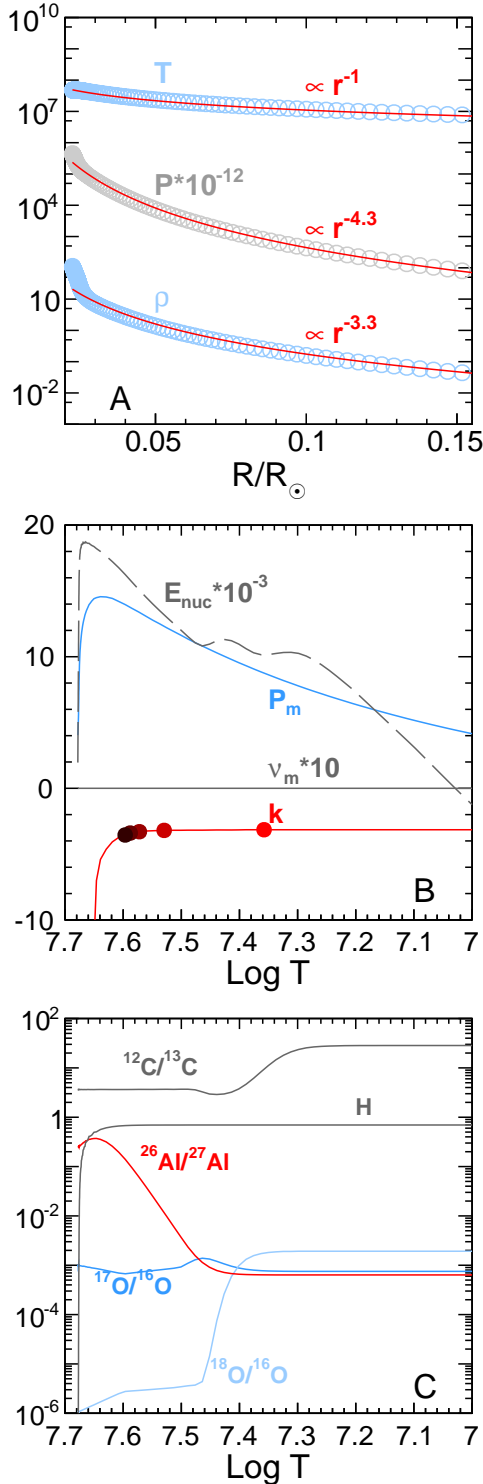 10^10
T
∝ r^-1
10^7
P*10^-12
10^4
∝ r^-4.3
10
ρ
∝ r^-3.3
10^-2
A
0.05 0.1 0.15
R/R_⊙
20
E_nuc*10^-3
10
P_m
ν_m*10
0
k
B
-10
7.7 7.6 7.5 7.4 7.3 7.2 7.1 7
Log T
10^2
^12C/^13C
H
1
^26Al/^27Al
10^-2
^17O/^16O
10^-4
^18O/^16O
C
10^-6
7.7 7.6 7.5 7.4 7.3 7.2 7.1 7
Log T